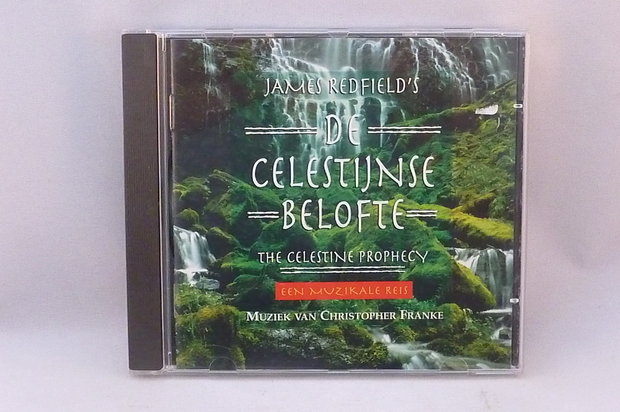 JAMES REDFIELD'S
DE
CELESTIJNSE
BELOFTE
THE CELESTINE PROPHECY
EEN MUZIKALE REIS
MUZIEK VAN CHRISTOPHER FRANKE